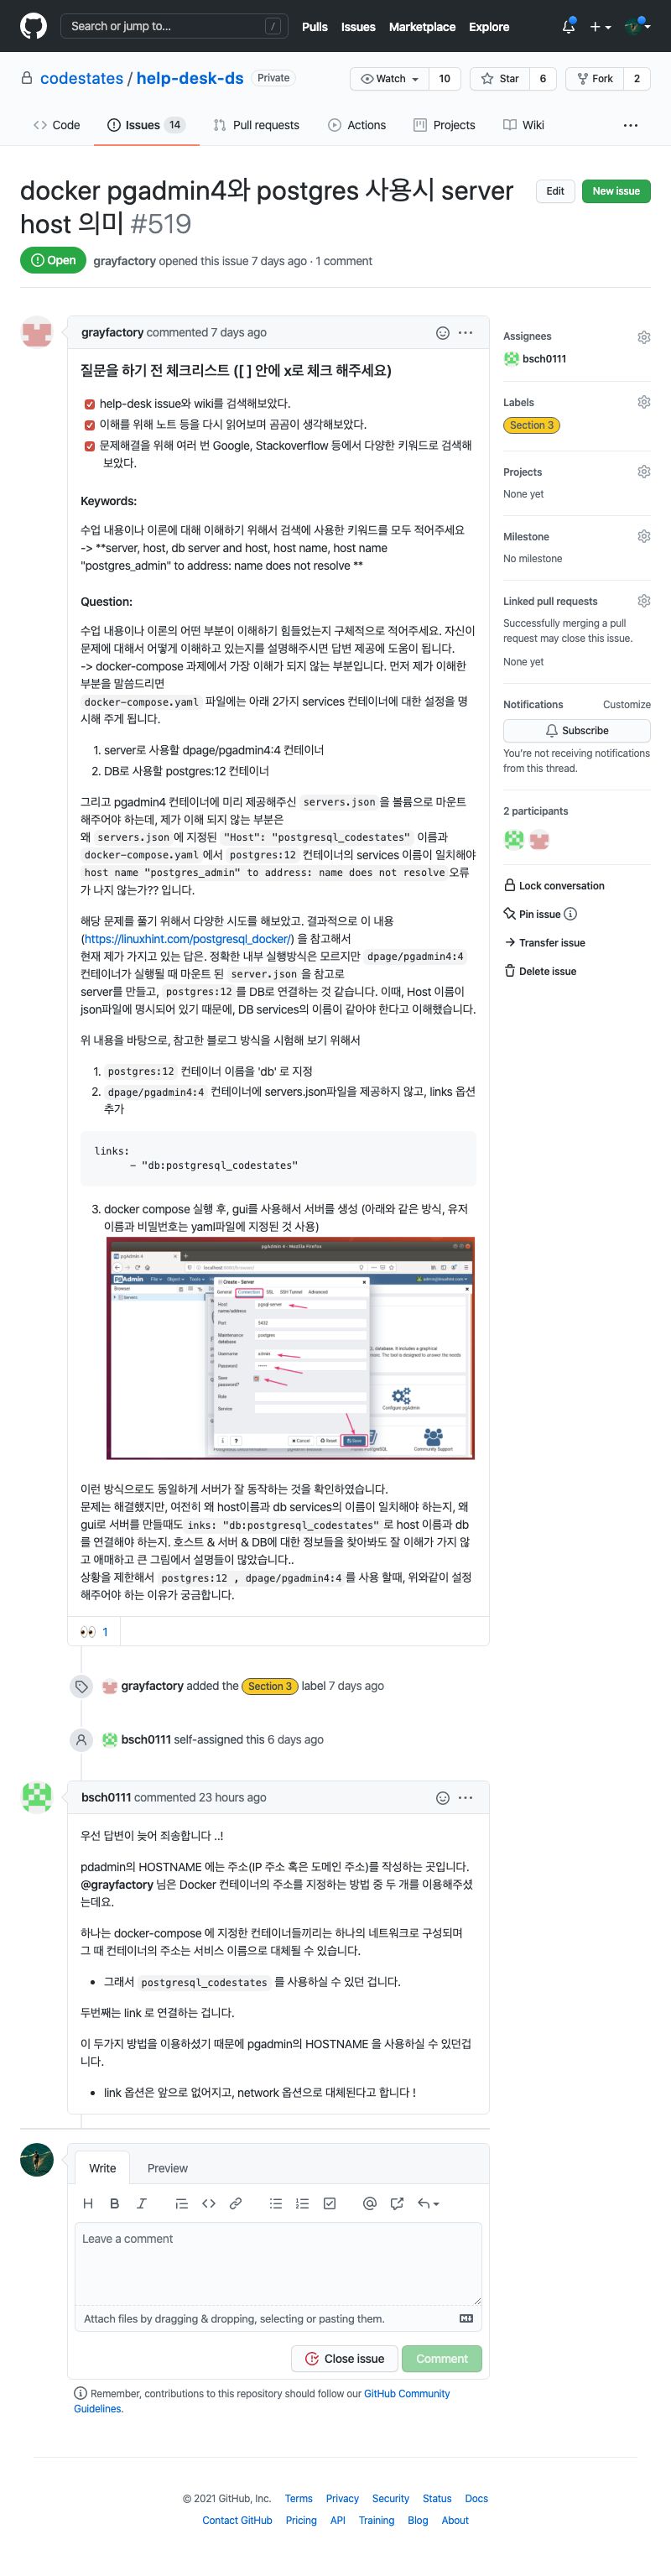 Search or jump to...
/
Pulls Issues Marketplace Explore
codestates / help-desk-ds Private
Watch 10
Star 6
Fork 2
Code
Issues 14
Pull requests
Actions
Projects
Wiki
docker pgadmin4와 postgres 사용시 server
host 의미 #519
Edit
New issue
Open grayfactory opened this issue 7 days ago · 1 comment
grayfactory commented 7 days ago
질문을 하기 전 체크리스트 ([ ] 안에 x로 체크 해주세요)
help-desk issue와 wiki를 검색해보았다.
이해를 위해 노트 등을 다시 읽어보며 곰곰이 생각해보았다.
문제해결을 위해 여러 번 Google, Stackoverflow 등에서 다양한 키워드로 검색해
보았다.
Keywords:
수업 내용이나 이론에 대해 이해하기 위해서 검색에 사용한 키워드를 모두 적어주세요
-> **server, host, db server and host, host name, host name
"postgres_admin" to address: name does not resolve **
Question:
수업 내용이나 이론의 어떤 부분이 이해하기 힘들었는지 구체적으로 적어주세요. 자신이
문제에 대해서 어떻게 이해하고 있는지를 설명해주시면 답변 제공에 도움이 됩니다.
-> docker-compose 과제에서 가장 이해가 되지 않는 부분입니다. 먼저 제가 이해한
부분을 말씀드리면
docker-compose.yaml 파일에는 아래 2가지 services 컨테이너에 대한 설정을 명
시해 주게 됩니다.
1. server로 사용할 dpage/pgadmin4:4 컨테이너
2. DB로 사용할 postgres:12 컨테이너
그리고 pgadmin4 컨테이너에 미리 제공해주신 servers.json 을 볼륨으로 마운트
해주어야 하는데, 제가 이해 되지 않는 부분은
왜 servers.json 에 지정된 "Host": "postgresql_codestates" 이름과
docker-compose.yaml 에서 postgres:12 컨테이너의 services 이름이 일치해야
host name "postgres_admin" to address: name does not resolve 오류
가 나지 않는가?? 입니다.
해당 문제를 풀기 위해서 다양한 시도를 해보았고. 결과적으로 이 내용
(https://linuxhint.com/postgresql_docker/) 을 참고해서
현재 제가 가지고 있는 답은. 정확한 내부 실행방식은 모르지만 dpage/pgadmin4:4
컨테이너가 실행될 때 마운트 된 server.json 을 참고로
server를 만들고, postgres:12 를 DB로 연결하는 것 같습니다. 이때, Host 이름이
json파일에 명시되어 있기 때문에, DB services의 이름이 같아야 한다고 이해했습니다.
위 내용을 바탕으로, 참고한 블로그 방식을 시험해 보기 위해서
1. postgres:12 컨테이너 이름을 'db' 로 지정
2. dpage/pgadmin4:4 컨테이너에 servers.json파일을 제공하지 않고, links 옵션
추가
links:
- "db:postgresql_codestates"
3. docker compose 실행 후, gui를 사용해서 서버를 생성 (아래와 같은 방식, 유저
이름과 비밀번호는 yaml파일에 지정된 것 사용)
pgAdmin 4 - Mozilla Firefox
pgAdmin 4
pgAdmin File Object
Browser
Servers
Create - Server
General Connection SSL SSH Tunnel Advanced
Host name/address
pgsql-server
Port
5432
Maintenance database
postgres
Username
admin
Password
Save password?
Role
Service
Cancel Reset Save
Configure pgAdmin
Community Support
이런 방식으로도 동일하게 서버가 잘 동작하는 것을 확인하였습니다.
문제는 해결했지만, 여전히 왜 host이름과 db services의 이름이 일치해야 하는지, 왜
gui로 서버를 만들때도 inks: "db:postgresql_codestates" 로 host 이름과 db
를 연결해야 하는지. 호스트 & 서버 & DB에 대한 정보들을 찾아봐도 잘 이해가 가지 않
고 애매하고 큰 그림에서 설명들이 많았습니다..
상황을 제한해서 postgres:12 , dpage/pgadmin4:4 를 사용 할때, 위와같이 설정
해주어야 하는 이유가 궁금합니다.
1
grayfactory added the Section 3 label 7 days ago
bsch0111 self-assigned this 6 days ago
bsch0111 commented 23 hours ago
우선 답변이 늦어 죄송합니다 ..!
pdadmin의 HOSTNAME 에는 주소(IP 주소 혹은 도메인 주소)를 작성하는 곳입니다.
@grayfactory 님은 Docker 컨테이너의 주소를 지정하는 방법 중 두 개를 이용해주셨
는데요.
하나는 docker-compose 에 지정한 컨테이너들끼리는 하나의 네트워크로 구성되며
그 때 컨테이너의 주소는 서비스 이름으로 대체될 수 있습니다.
• 그래서 postgresql_codestates 를 사용하실 수 있던 겁니다.
두번째는 link 로 연결하는 겁니다.
이 두가지 방법을 이용하셨기 때문에 pgadmin의 HOSTNAME 을 사용하실 수 있던겁
니다.
• link 옵션은 앞으로 없어지고, network 옵션으로 대체된다고 합니다 !
Write Preview
Leave a comment
Attach files by dragging & dropping, selecting or pasting them.
Close issue
Comment
Remember, contributions to this repository should follow our GitHub Community
Guidelines.
Assignees
bsch0111
Labels
Section 3
Projects
None yet
Milestone
No milestone
Linked pull requests
Successfully merging a pull
request may close this issue.
None yet
Notifications Customize
Subscribe
You're not receiving notifications
from this thread.
2 participants
Lock conversation
Pin issue
Transfer issue
Delete issue
© 2021 GitHub, Inc. Terms Privacy Security Status Docs
Contact GitHub Pricing API Training Blog About